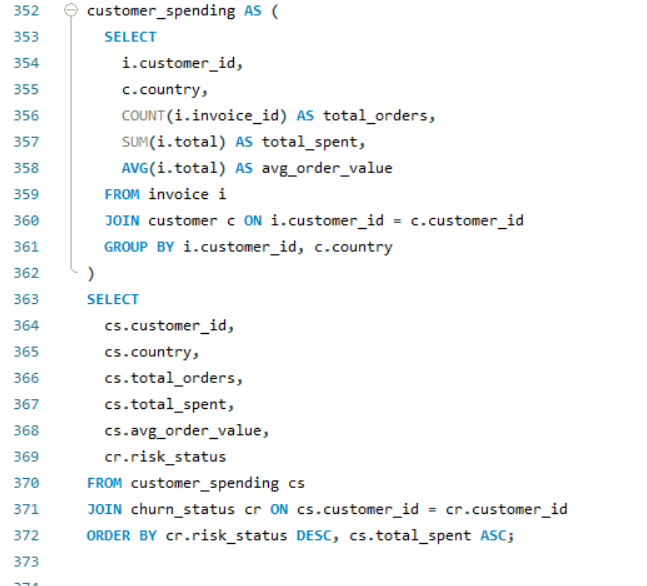 352 customer_spending AS (
353 SELECT
354 i.customer_id,
355 c.country,
356 COUNT(i.invoice_id) AS total_orders,
357 SUM(i.total) AS total_spent,
358 AVG(i.total) AS avg_order_value
359 FROM invoice i
360 JOIN customer c ON i.customer_id = c.customer_id
361 GROUP BY i.customer_id, c.country
362 )
363 SELECT
364 cs.customer_id,
365 cs.country,
366 cs.total_orders,
367 cs.total_spent,
368 cs.avg_order_value,
369 cr.risk_status
370 FROM customer_spending cs
371 JOIN churn_status cr ON cs.customer_id = cr.customer_id
372 ORDER BY cr.risk_status DESC, cs.total_spent ASC;
373